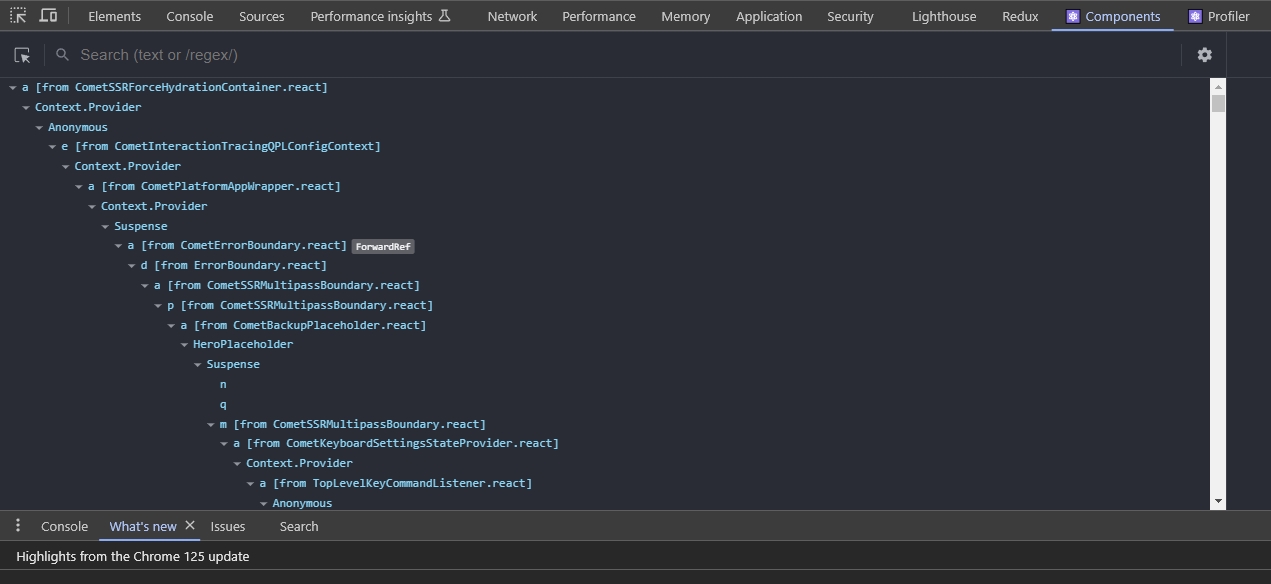 Elements Console Sources Performance insights Network Performance Memory Application Security Lighthouse Redux Components Profiler
Search (text or /regex/)
a [from CometSSRForceHydrationContainer.react]
Context.Provider
Anonymous
e [from CometInteractionTracingQPLConfigContext]
Context.Provider
a [from CometPlatformAppWrapper.react]
Context.Provider
Suspense
a [from CometErrorBoundary.react] ForwardRef
d [from ErrorBoundary.react]
a [from CometSSRMultipassBoundary.react]
p [from CometSSRMultipassBoundary.react]
a [from CometBackupPlaceholder.react]
HeroPlaceholder
Suspense
n
q
m [from CometSSRMultipassBoundary.react]
a [from CometKeyboardSettingsStateProvider.react]
Context.Provider
a [from TopLevelKeyCommandListener.react]
Anonymous
Console What's new Issues Search
Highlights from the Chrome 125 update